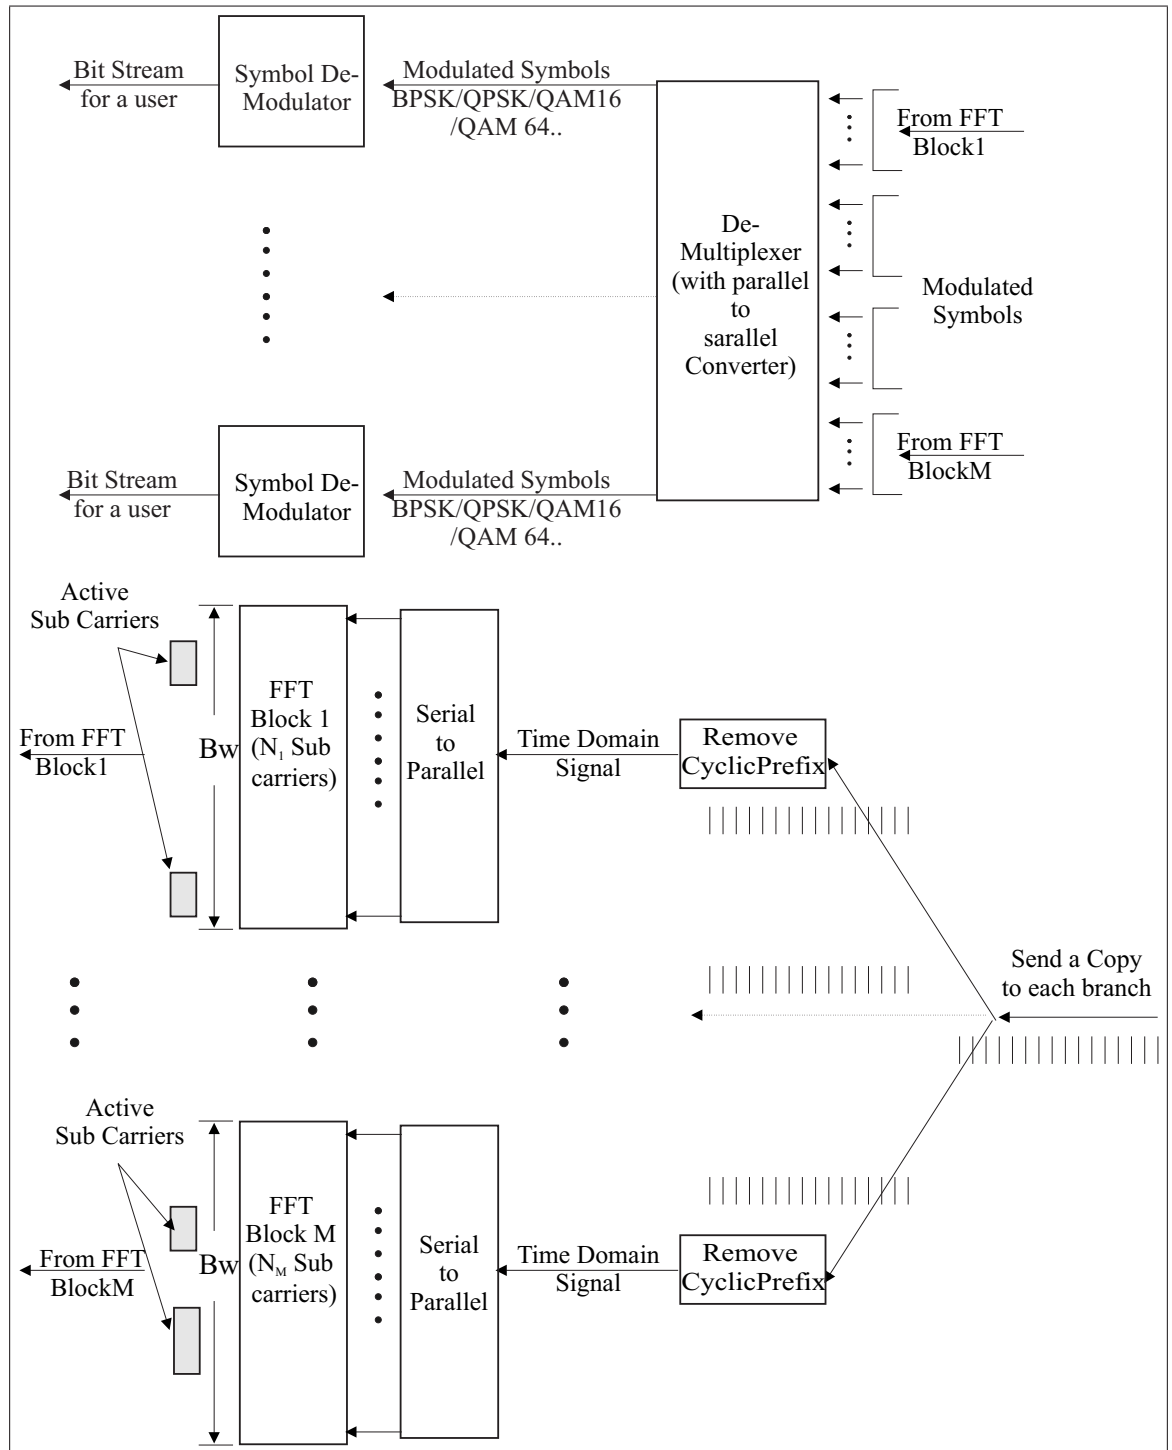 Bit Stream
for a user
Symbol De-
Modulator
Modulated Symbols
BPSK/QPSK/QAM16
/QAM 64..
De-
Multiplexer
(with parallel
to
sarallel
Converter)
From FFT
Block1
Modulated
Symbols
From FFT
BlockM
Bit Stream
for a user
Symbol De-
Modulator
Modulated Symbols
BPSK/QPSK/QAM16
/QAM 64..
Active
Sub Carriers
From FFT
Block1
Bw
FFT
Block 1
(N1 Sub
carriers)
Serial
to
Parallel
Time Domain
Signal
Remove
CyclicPrefix
Send a Copy
to each branch
Active
Sub Carriers
From FFT
BlockM
Bw
FFT
Block M
(NM Sub
carriers)
Serial
to
Parallel
Time Domain
Signal
Remove
CyclicPrefix